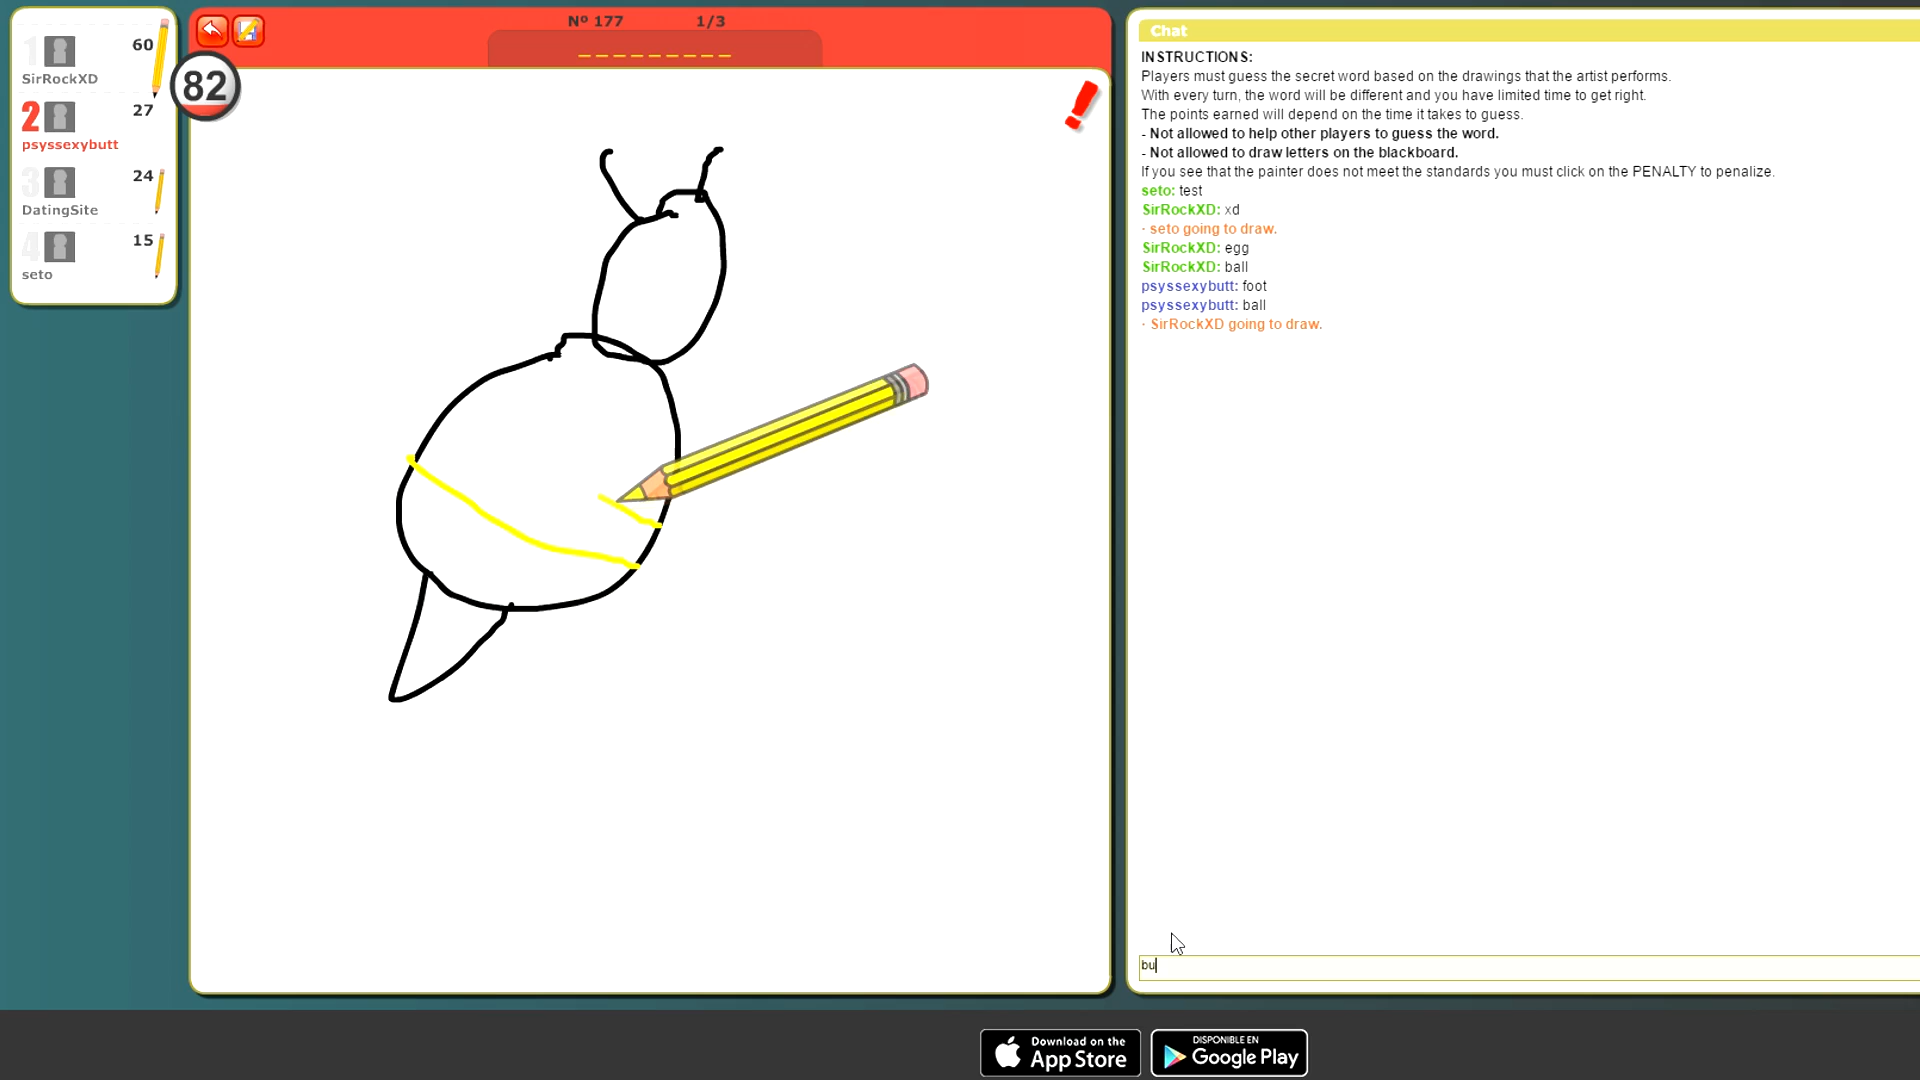 1
60
SirRockXD
2
27
psyssexybutt
3
24
DatingSite
4
15
seto
82
Nº 177
1/3
_ _ _ _ _ _ _ _ _
Chat
INSTRUCTIONS:
Players must guess the secret word based on the drawings that the artist performs.
With every turn, the word will be different and you have limited time to get right.
The points earned will depend on the time it takes to guess.
- Not allowed to help other players to guess the word.
- Not allowed to draw letters on the blackboard.
If you see that the painter does not meet the standards you must click on the PENALTY to penalize.
seto: test
SirRockXD: xd
· seto going to draw.
SirRockXD: egg
SirRockXD: ball
psyssexybutt: foot
psyssexybutt: ball
· SirRockXD going to draw.
bu
Download on the
App Store
DISPONIBLE EN
Google Play